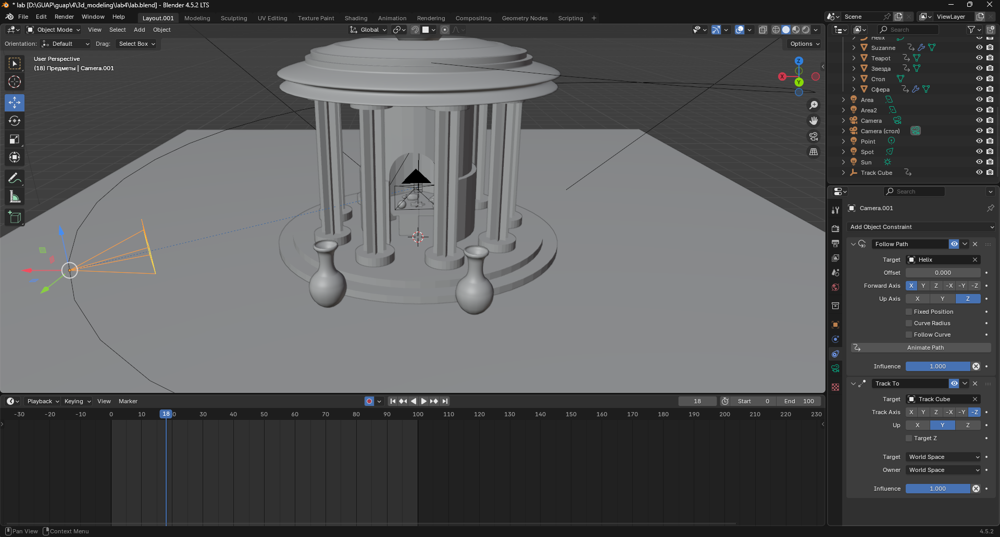 * lab [D:\GUAP\guap\4\3d_modeling\lab4\lab.blend] - Blender 4.5.2 LTS
File Edit Render Window Help Layout.001 Modeling Sculpting UV Editing Texture Paint Shading Animation Rendering Compositing Geometry Nodes Scripting + Scene ViewLayer
Object Mode View Select Add Object Global Search
Orientation: Default Drag: Select Box Options
User Perspective
(18) Предметы | Camera.001
Z
X
Y
Helix
Suzanne
Teapot
Звезда
Стол
Сфера
Area
Area2
Camera
Camera (стол)
Point
Spot
Sun
Track Cube
Search
Camera.001
Add Object Constraint
Follow Path
Target Helix
Offset 0.000
Forward Axis X Y Z -X -Y -Z
Up Axis X Y Z
Fixed Position
Curve Radius
Follow Curve
Animate Path
Influence 1.000
Track To
Target Track Cube
Track Axis X Y Z -X -Y -Z
Up X Y Z
Target Z
Target World Space
Owner World Space
Influence 1.000
Playback Keying View Marker 18 Start 0 End 100
-30 -20 -10 0 10 18 0 30 40 50 60 70 80 90 100 110 120 130 140 150 160 170 180 190 200 210 220 230
Pan View Context Menu 4.5.2